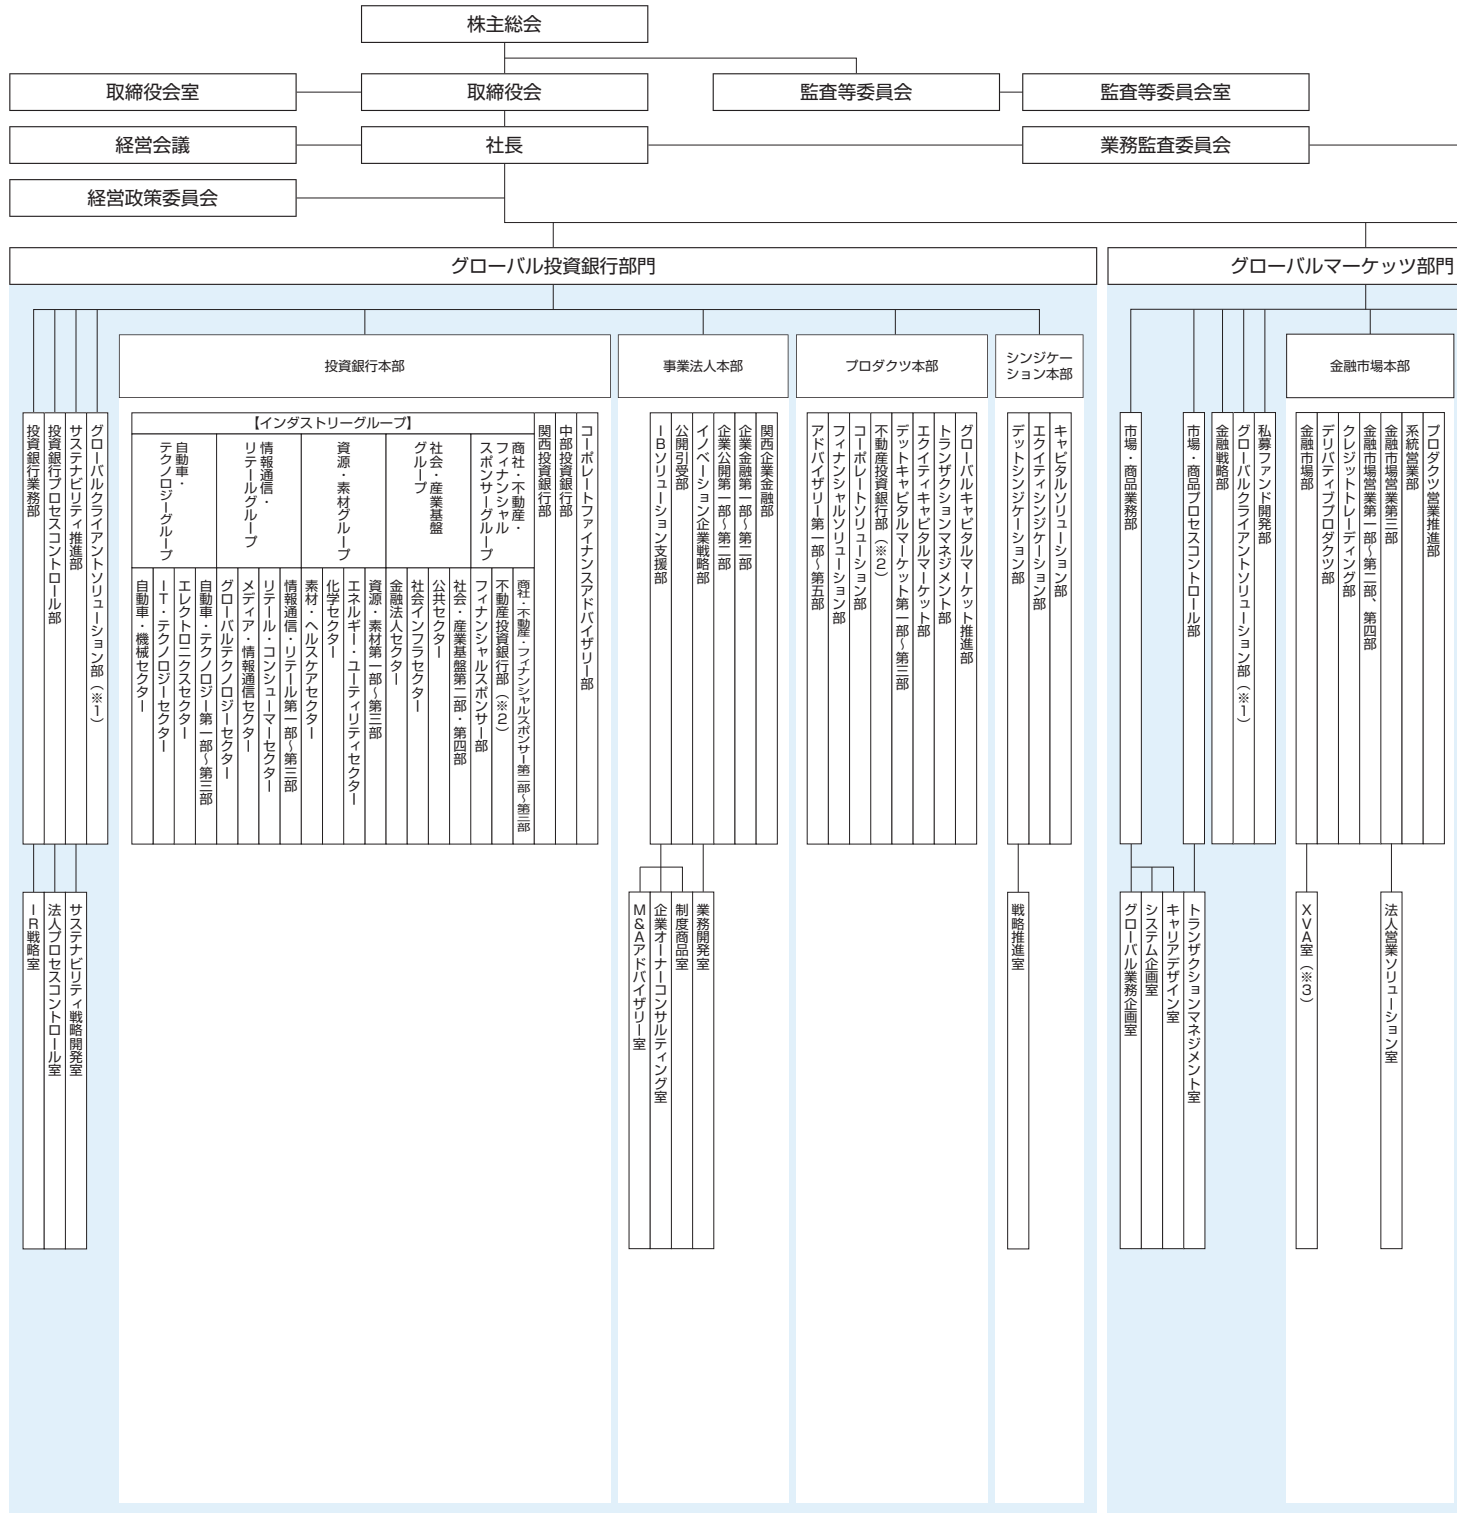 株主総会
取締役会室
取締役会
監査等委員会
監査等委員会室
経営会議
社長
業務監査委員会
経営政策委員会
グローバル投資銀行部門
グローバルマーケッツ部門
投資銀行本部
事業法人本部
プロダクツ本部
シンジケー
ション本部
金融市場本部
投資銀行業務部
投資銀行プロセスコントロール部
サステナビリティ推進部
グローバルクライアントソリューション部(※1)
【インダストリーグループ】
自動車・
テクノロジーグループ
情報通信・
リテールグループ
資源・素材グループ
社会・産業基盤
グループ
商社・不動産・
フィナンシャル
スポンサーグループ
自動車・機械セクター
IT・テクノロジーセクター
エレクトロニクスセクター
自動車・テクノロジー第一部~第三部
グローバルテクノロジーセクター
メディア・情報通信セクター
リテール・コンシューマーセクター
情報通信・リテール第一部~第三部
素材・ヘルスケアセクター
化学セクター
エネルギー・ユーティリティセクター
資源・素材第一部~第三部
金融法人セクター
社会インフラセクター
公共セクター
社会・産業基盤第二部・第四部
フィナンシャルスポンサー部
不動産投資銀行部(※2)
商社・不動産・フィナンシャルスポンサー第二部~第三部
関西投資銀行部
中部投資銀行部
コーポレートファイナンスアドバイザリー部
IBソリューション支援部
公開引受部
イノベーション企業戦略部
企業公開第一部~第二部
企業金融第一部~第二部
関西企業金融部
アドバイザリー第一部~第五部
フィナンシャルソリューション部
コーポレートソリューション部
不動産投資銀行部(※2)
デットキャピタルマーケット第一部~第三部
エクイティキャピタルマーケット部
トランザクションマネジメント部
グローバルキャピタルマーケット推進部
デットシンジケーション部
エクイティシンジケーション部
キャピタルソリューション部
市場・商品業務部
市場・商品プロセスコントロール部
金融戦略部
グローバルクライアントソリューション部(※1)
私募ファンド開発部
金融市場部
デリバティブプロダクツ部
クレジットトレーディング部
金融市場営業第一部~第二部、第四部
金融市場営業第三部
系統営業部
プロダクツ営業推進部
IR戦略室
法人プロセスコントロール室
サステナビリティ戦略開発室
M&Aアドバイザリー室
企業オーナーコンサルティング室
制度商品室
業務開発室
戦略推進室
グローバル業務企画室
システム企画室
キャリアデザイン室
トランザクションマネジメント室
XVA室(※3)
法人営業ソリューション室